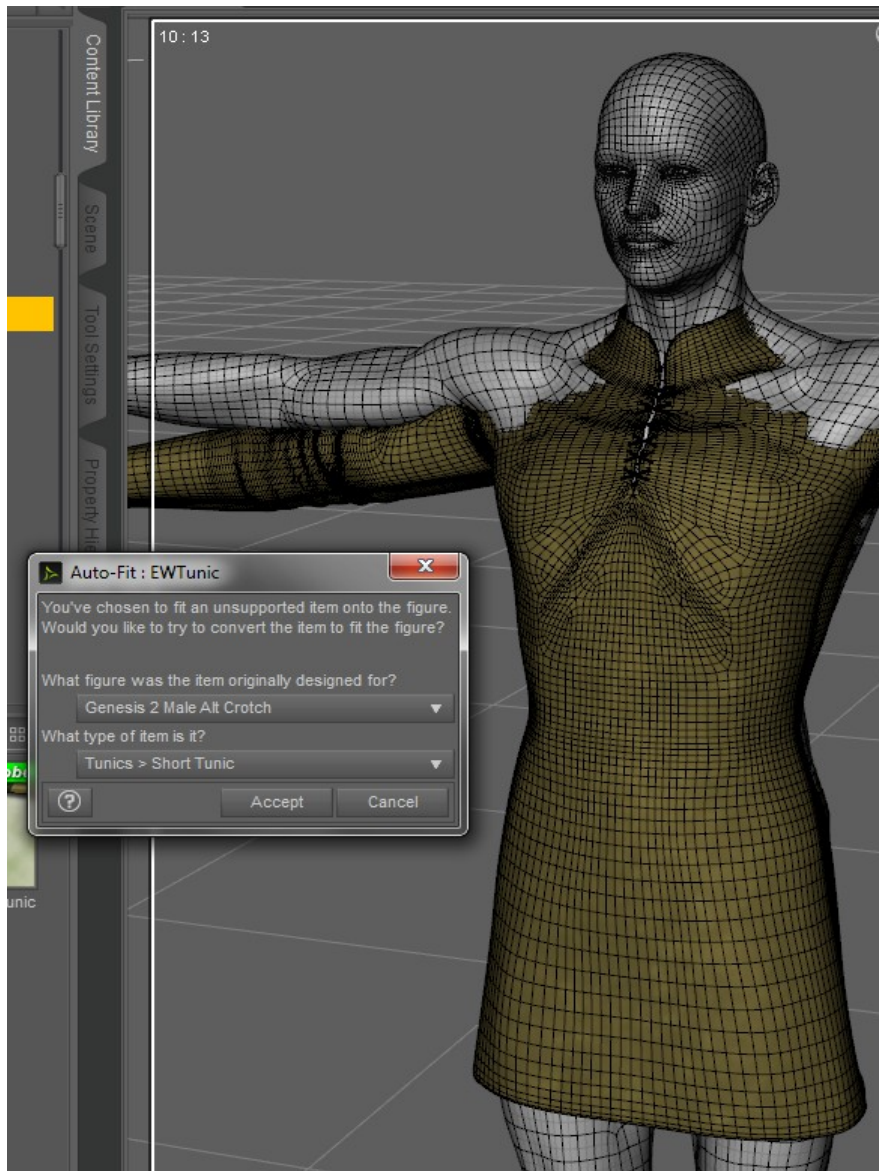 10 : 13
Content Library
Scene
Tool Settings
Property Hie
Auto-Fit : EWTunic
You've chosen to fit an unsupported item onto the figure.
Would you like to try to convert the item to fit the figure?
What figure was the item originally designed for?
Genesis 2 Male Alt Crotch
What type of item is it?
Tunics > Short Tunic
? Accept Cancel
unic